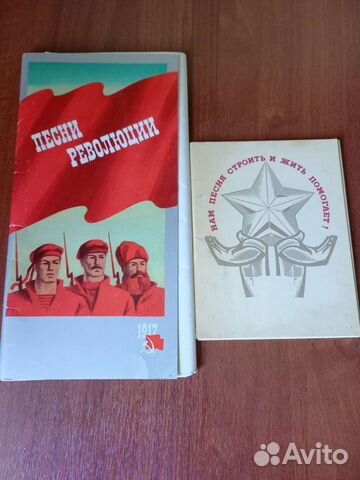 ПЕСНИ
РЕВОЛЮЦИИ
1917
НАМ ПЕСНЯ СТРОИТЬ И ЖИТЬ ПОМОГАЕТ!
Avito